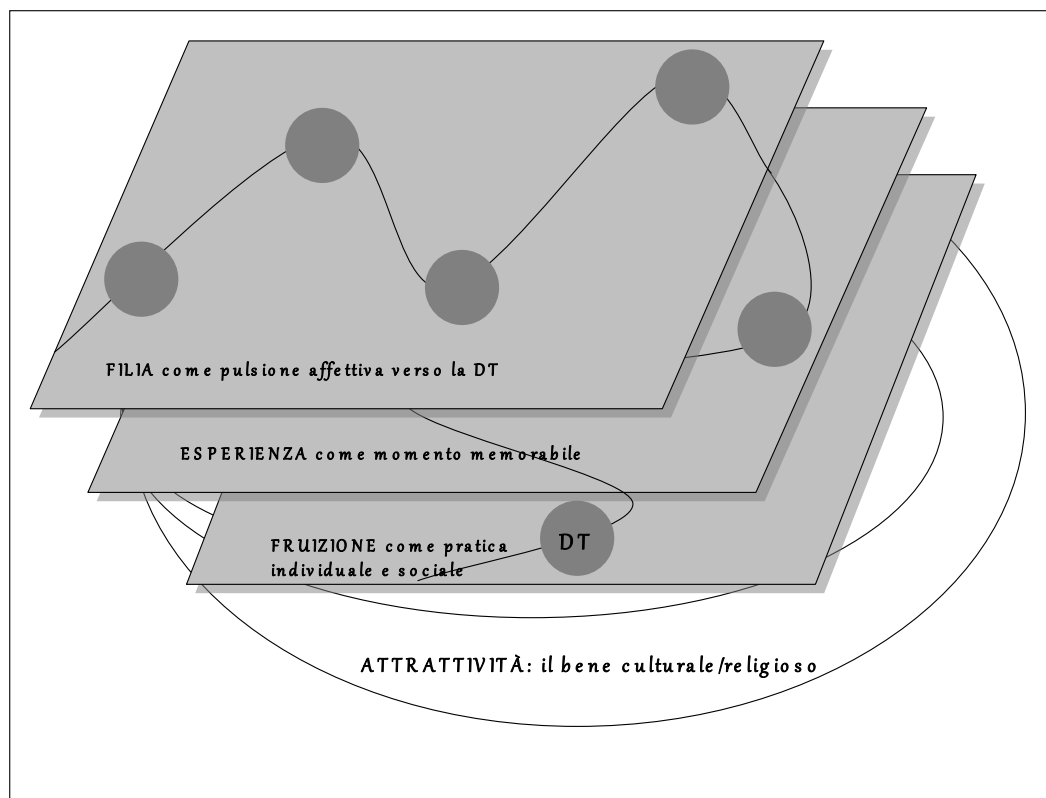 FILIA come pulsione affettiva verso la DT
ESPERIENZA come momento memorabile
DT
FRUIZIONE come pratica
individuale e sociale
ATTRATTIVITÀ: il bene culturale/religioso